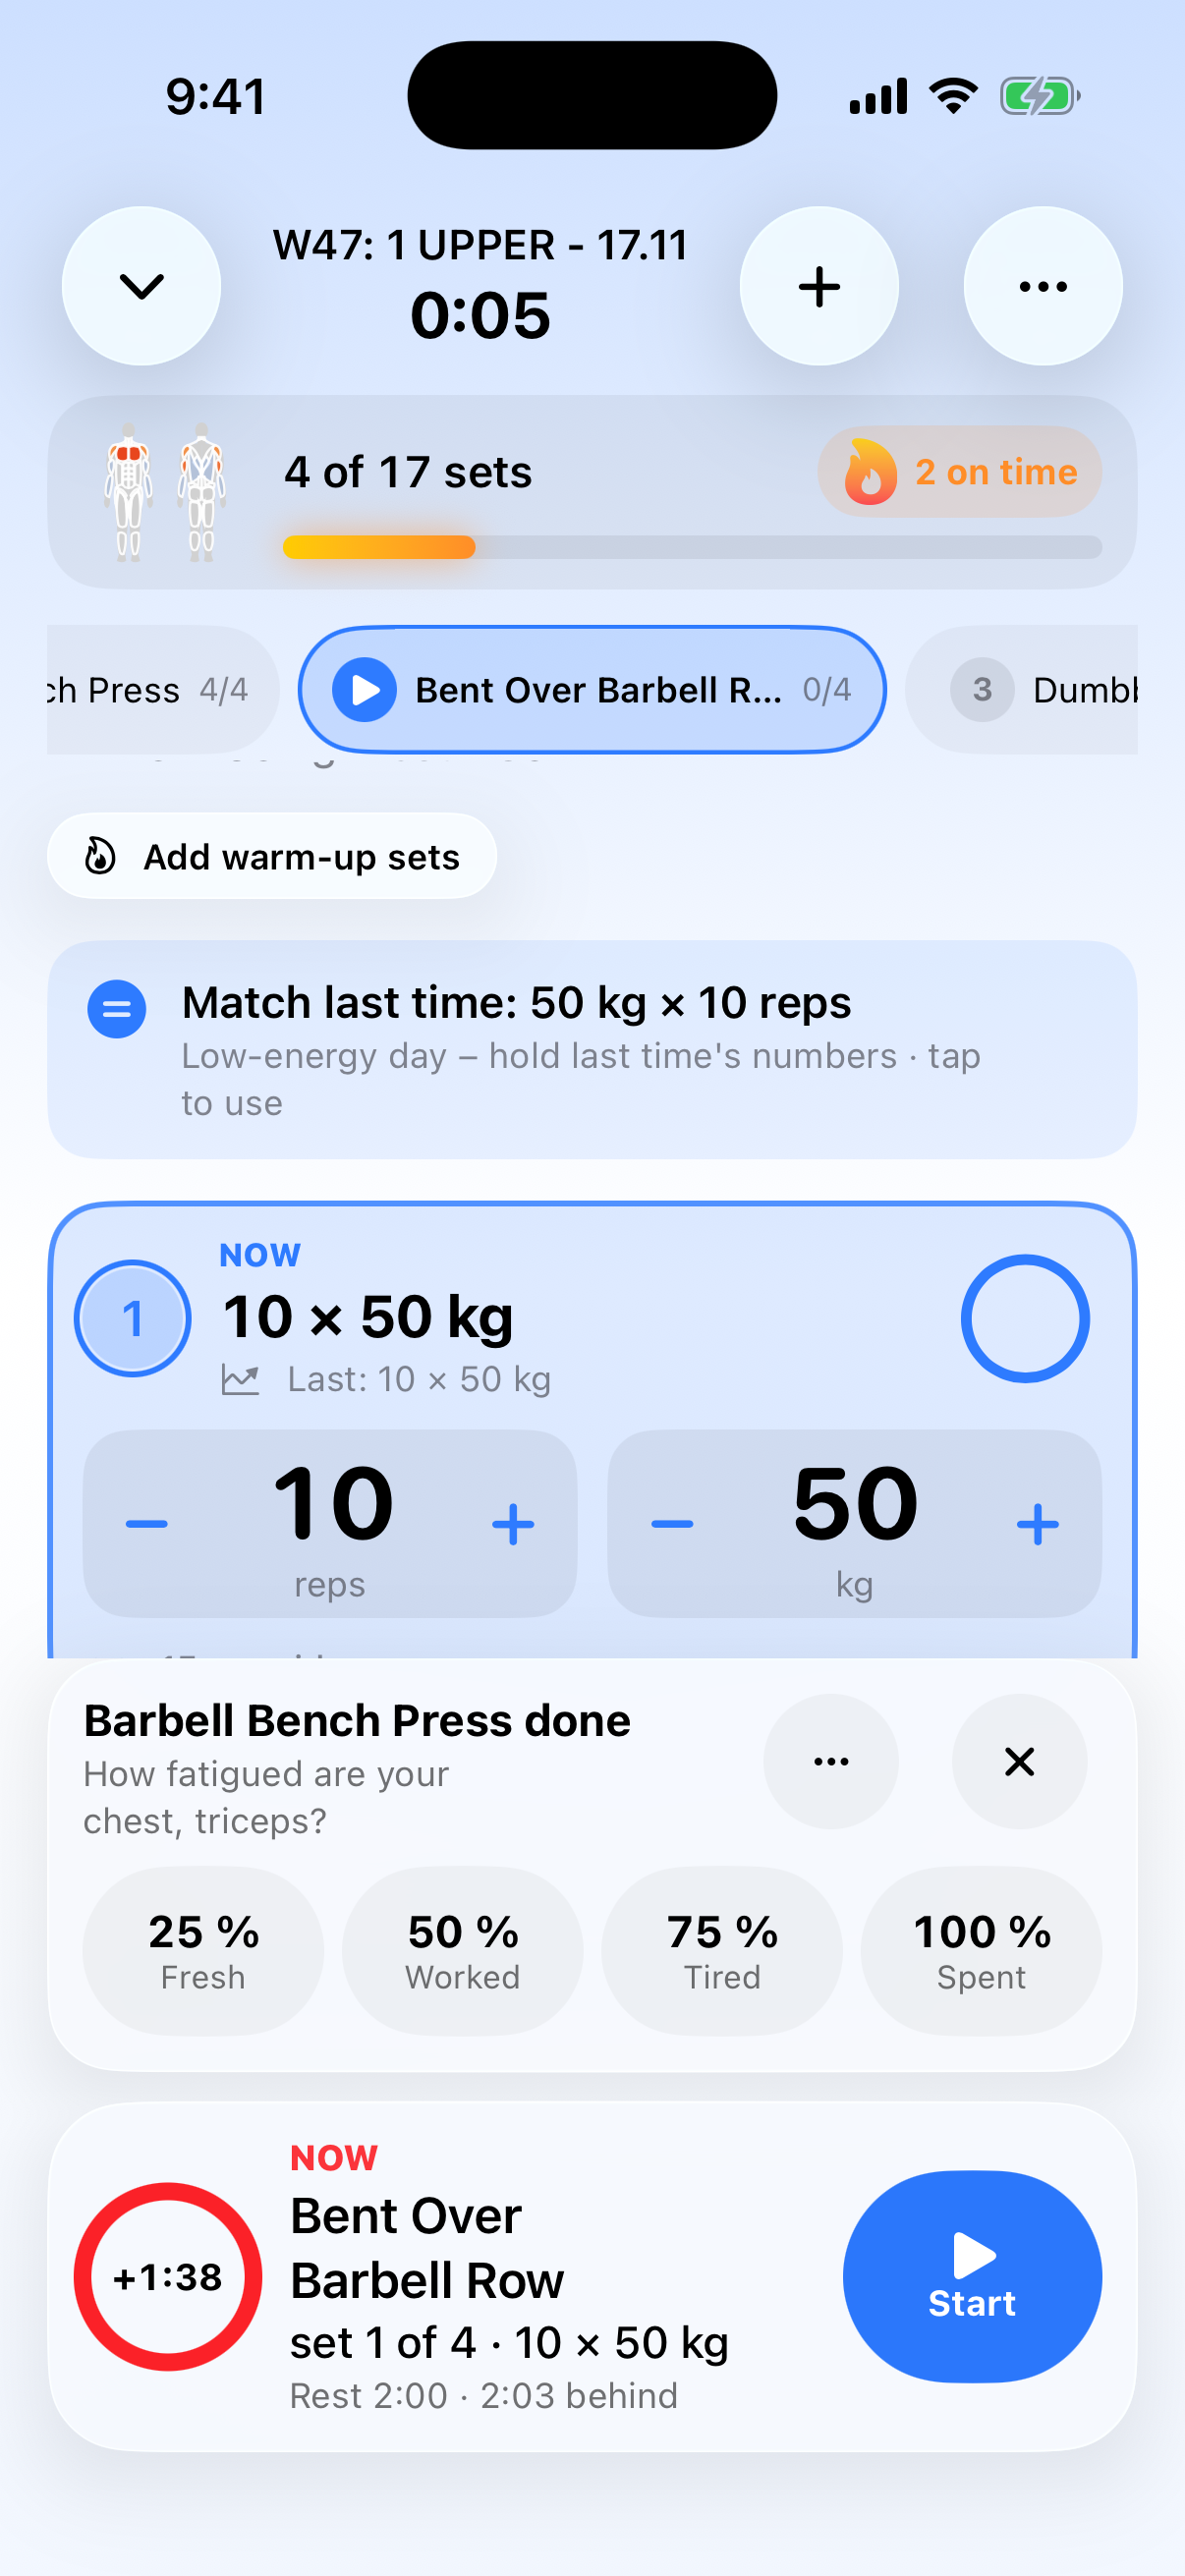 9:41
W47: 1 UPPER - 17.11
0:05
4 of 17 sets
2 on time
ch Press 4/4
Bent Over Barbell R... 0/4
3
Add warm-up sets
Match last time: 50 kg × 10 reps
Low-energy day – hold last time's numbers · tap
to use
NOW
1
10 × 50 kg
Last: 10 × 50 kg
10
reps
50
kg
Barbell Bench Press done
How fatigued are your
chest, triceps?
25 %
Fresh
50 %
Worked
75 %
Tired
100 %
Spent
NOW
+1:38
Bent Over
Barbell Row
set 1 of 4 · 10 × 50 kg
Rest 2:00 · 2:03 behind
Start